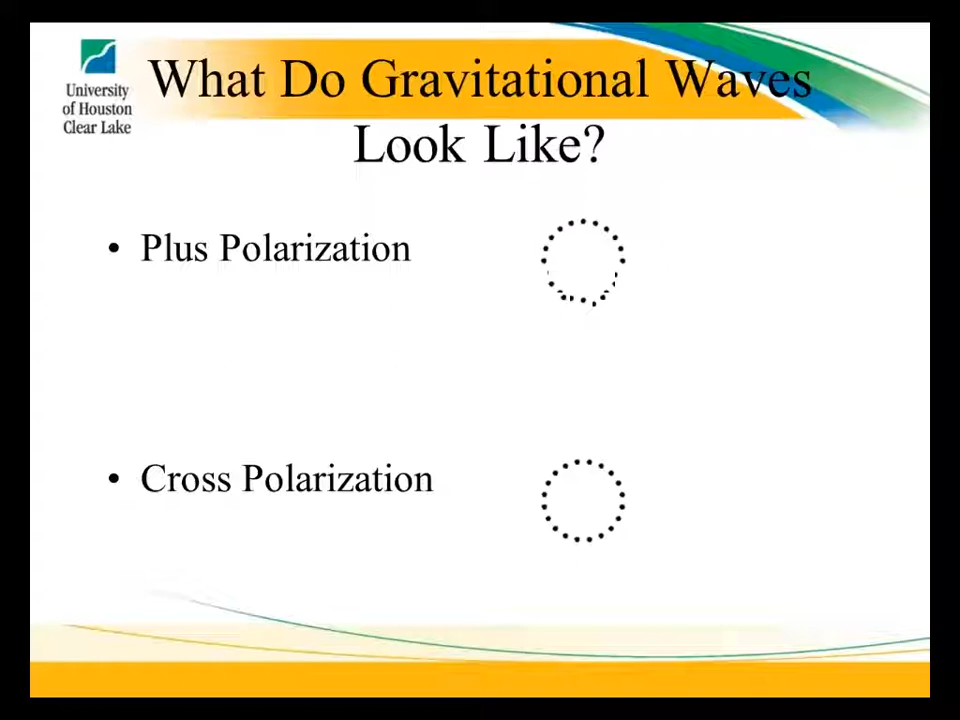 University
of Houston
Clear Lake
What Do Gravitational Waves
Look Like?
• Plus Polarization
• Cross Polarization